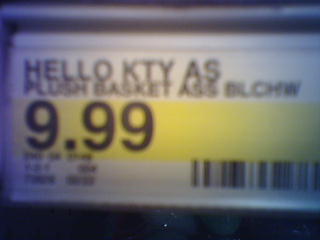 HELLO KTY AS
PLUSH BASKET ASS BLCHW
9.99